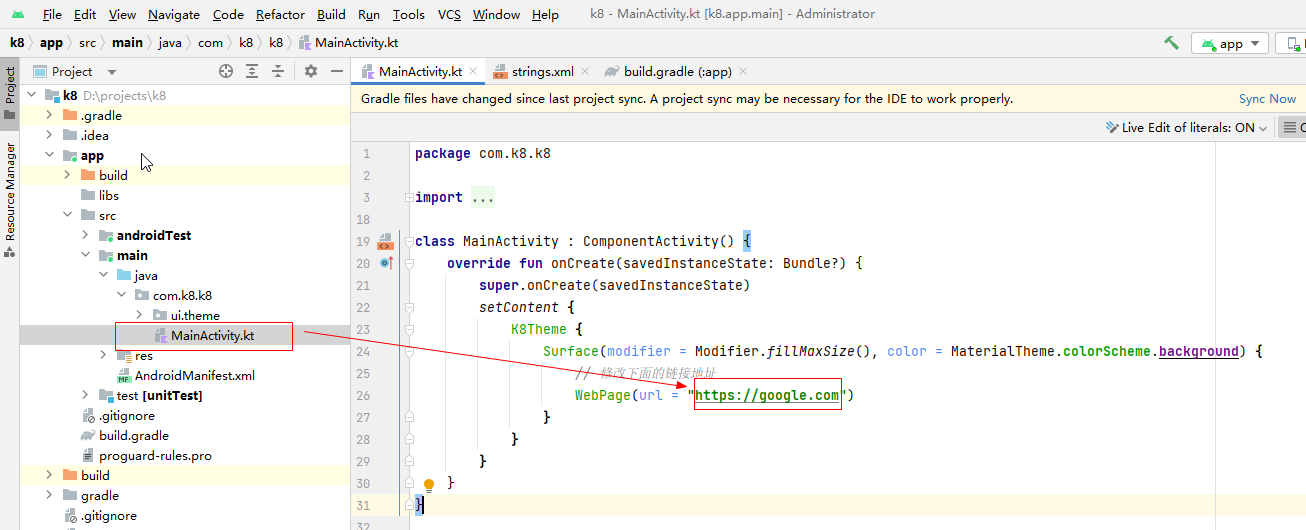 File Edit View Navigate Code Refactor Build Run Tools VCS Window Help k8 - MainActivity.kt [k8.app.main] - Administrator
k8 app src main java com k8 k8 MainActivity.kt app
Project MainActivity.kt strings.xml build.gradle (:app)
Gradle files have changed since last project sync. A project sync may be necessary for the IDE to work properly. Sync Now
Live Edit of literals: ON
Project
Resource Manager
k8 D:\projects\k8
.gradle
.idea
app
build
libs
src
androidTest
main
java
com.k8.k8
ui.theme
MainActivity.kt
res
MF AndroidManifest.xml
test [unitTest]
.gitignore
build.gradle
proguard-rules.pro
build
gradle
.gitignore
1 package com.k8.k8
2
3 import ...
18
19 class MainActivity : ComponentActivity() {
20 override fun onCreate(savedInstanceState: Bundle?) {
21 super.onCreate(savedInstanceState)
22 setContent {
23 K8Theme {
24 Surface(modifier = Modifier.fillMaxSize(), color = MaterialTheme.colorScheme.background) {
25 // 修改下面的链接地址
26 WebPage(url = "https://google.com")
27 }
28 }
29 }
30 }
31 }
32